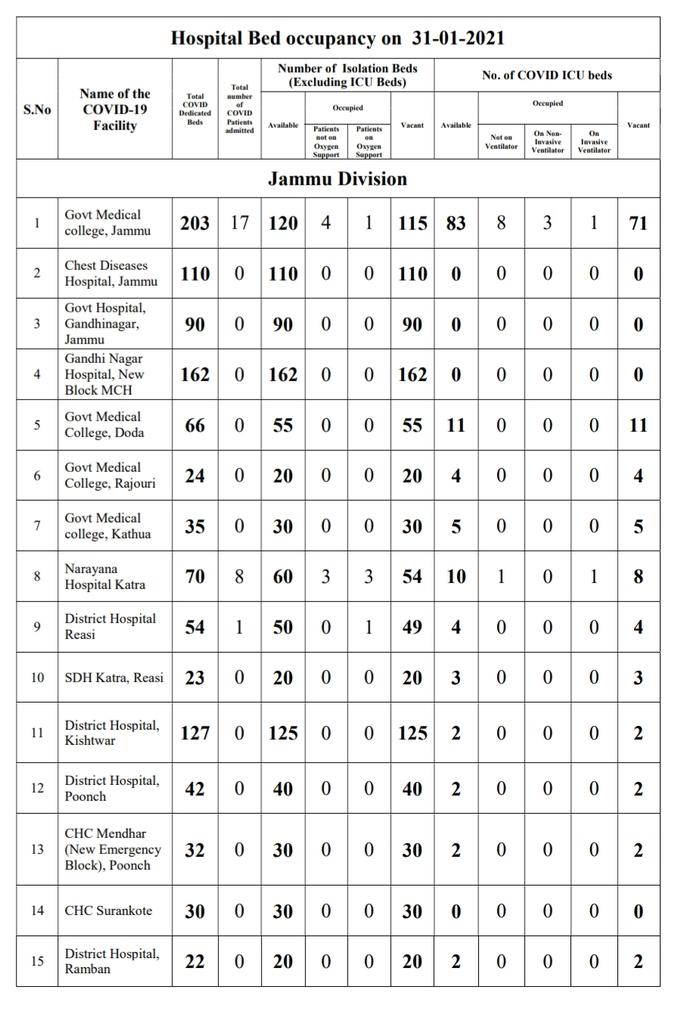 Hospital Bed occupancy on 31-01-2021
S.No
Name of the
COVID-19
Facility
Total
COVID
Dedicated
Beds
Total
number
of
COVID
Patients
admitted
Number of Isolation Beds
(Excluding ICU Beds)
No. of COVID ICU beds
Available
Occupied
Patients
not on
Oxygen
Support
Patients
on
Oxygen
Support
Vacant
Available
Occupied
Not on
Ventilator
On Non-
Invasive
Ventilator
On
Invasive
Ventilator
Vacant
Jammu Division
1 Govt Medical
college, Jammu 203 17 120 4 1 115 83 8 3 1 71
2 Chest Diseases
Hospital, Jammu 110 0 110 0 0 110 0 0 0 0 0
3 Govt Hospital,
Gandhinagar,
Jammu 90 0 90 0 0 90 0 0 0 0 0
4 Gandhi Nagar
Hospital, New
Block MCH 162 0 162 0 0 162 0 0 0 0 0
5 Govt Medical
College, Doda 66 0 55 0 0 55 11 0 0 0 11
6 Govt Medical
College, Rajouri 24 0 20 0 0 20 4 0 0 0 4
7 Govt Medical
college, Kathua 35 0 30 0 0 30 5 0 0 0 5
8 Narayana
Hospital Katra 70 8 60 3 3 54 10 1 0 1 8
9 District Hospital
Reasi 54 1 50 0 1 49 4 0 0 0 4
10 SDH Katra, Reasi 23 0 20 0 0 20 3 0 0 0 3
11 District Hospital,
Kishtwar 127 0 125 0 0 125 2 0 0 0 2
12 District Hospital,
Poonch 42 0 40 0 0 40 2 0 0 0 2
13 CHC Mendhar
(New Emergency
Block), Poonch 32 0 30 0 0 30 2 0 0 0 2
14 CHC Surankote 30 0 30 0 0 30 0 0 0 0 0
15 District Hospital,
Ramban 22 0 20 0 0 20 2 0 0 0 2